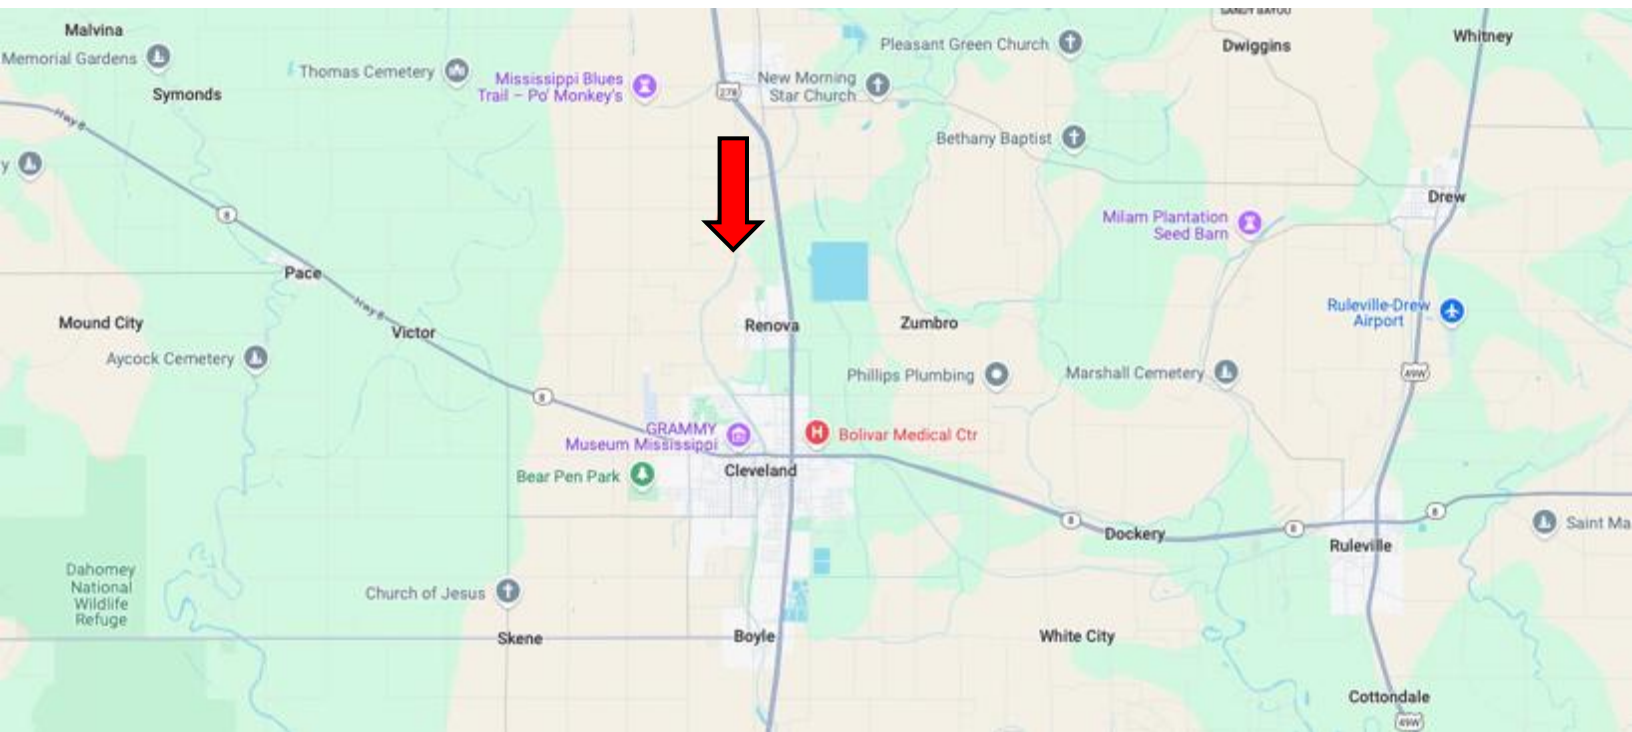 SANDY BAYOU
Malvina
Whitney
Pleasant Green Church
Dwiggins
Memorial Gardens
Thomas Cemetery
Mississippi Blues
Trail – Po' Monkey's
New Morning
Star Church
278
Symonds
Hwy 8
Bethany Baptist
y
Drew
8
Milam Plantation
Seed Barn
Pace
Hwy 8
Ruleville-Drew
Airport
Mound City
Victor
Renova
Zumbro
Aycock Cemetery
Phillips Plumbing
Marshall Cemetery
49W
8
GRAMMY
Museum Mississippi
H
Bolivar Medical Ctr
Cleveland
Bear Pen Park
8
Dockery
8
8
Saint Ma
Ruleville
Dahomey
National
Wildlife
Refuge
Church of Jesus
Skene
Boyle
White City
Cottondale
49W